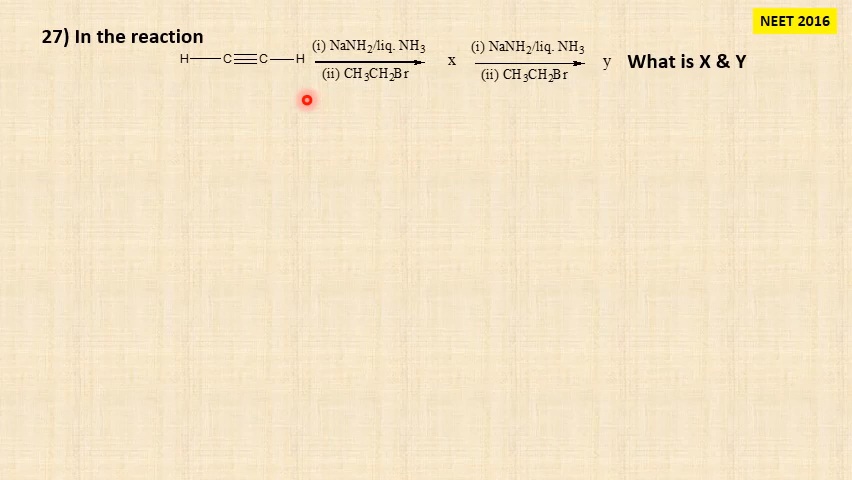 NEET 2016
27) In the reaction
H—C≡C—H (i) NaNH2/liq. NH3 (ii) CH3CH2Br x (i) NaNH2/liq. NH3 (ii) CH3CH2Br y What is X & Y